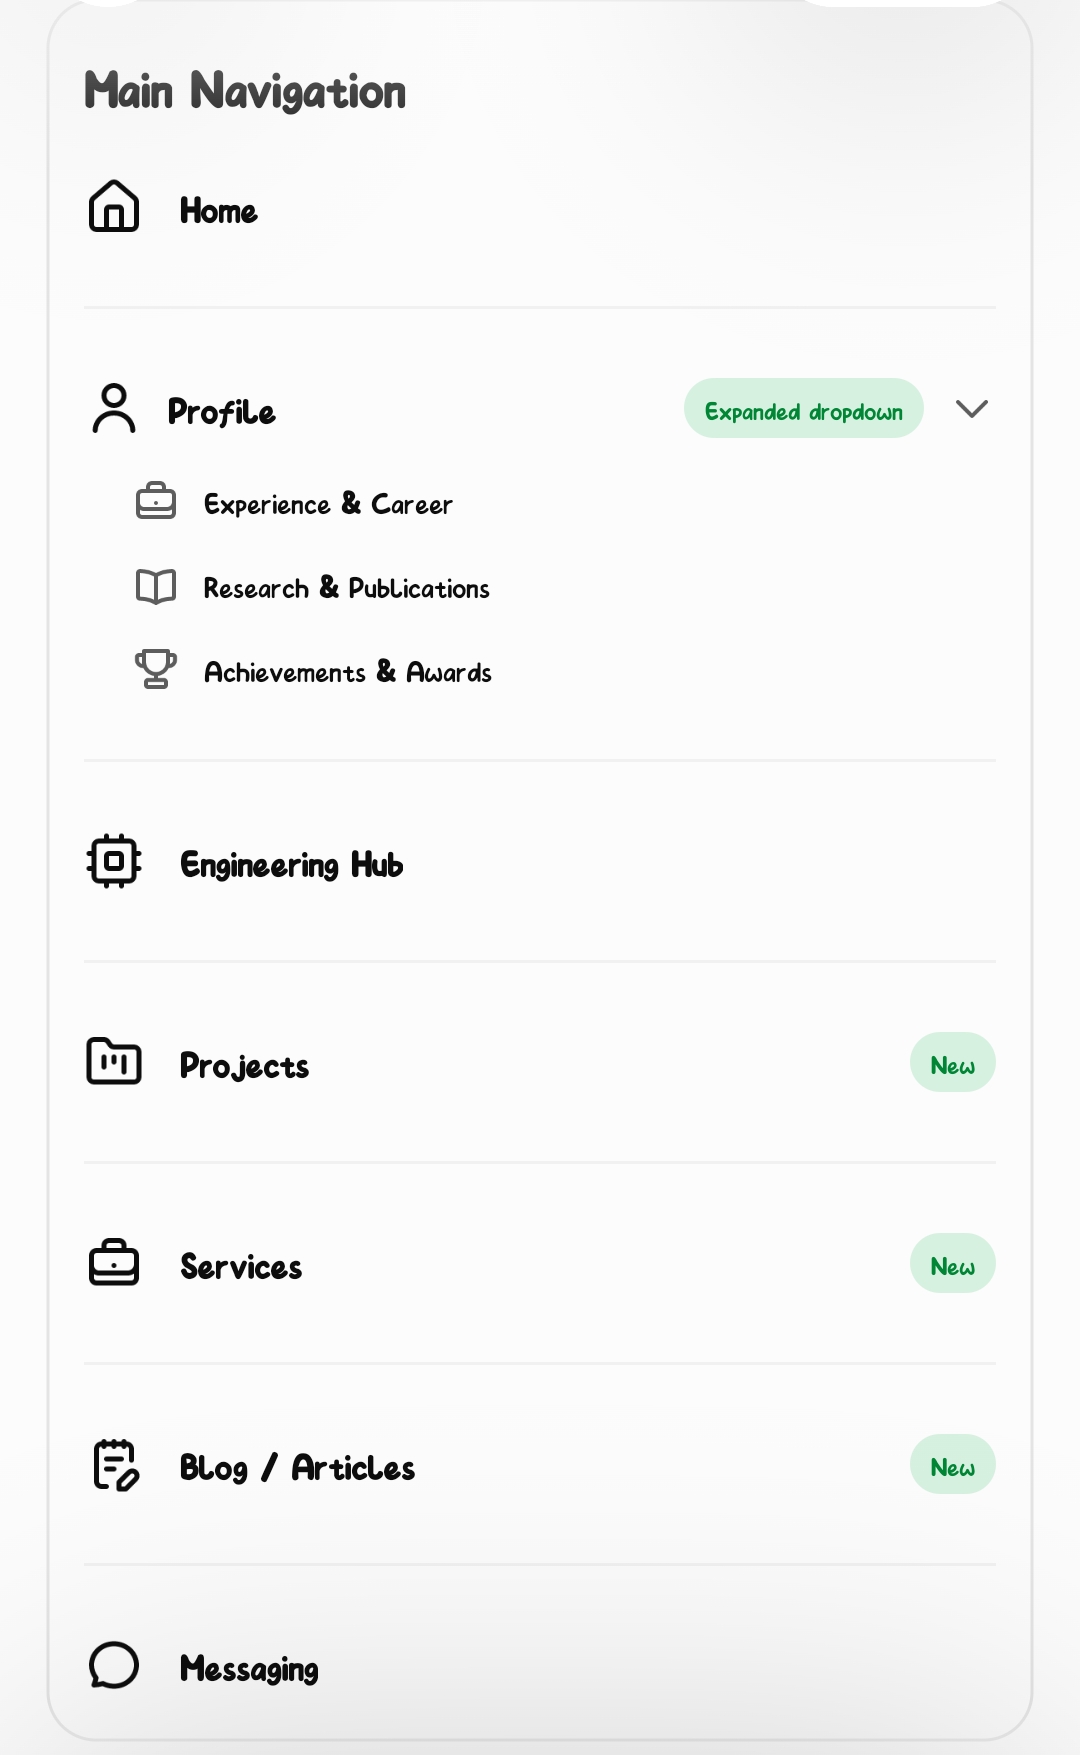 Main Navigation
Home
Profile
Expanded dropdown
Experience & Career
Research & Publications
Achievements & Awards
Engineering Hub
Projects
New
Services
New
Blog / Articles
New
Messaging